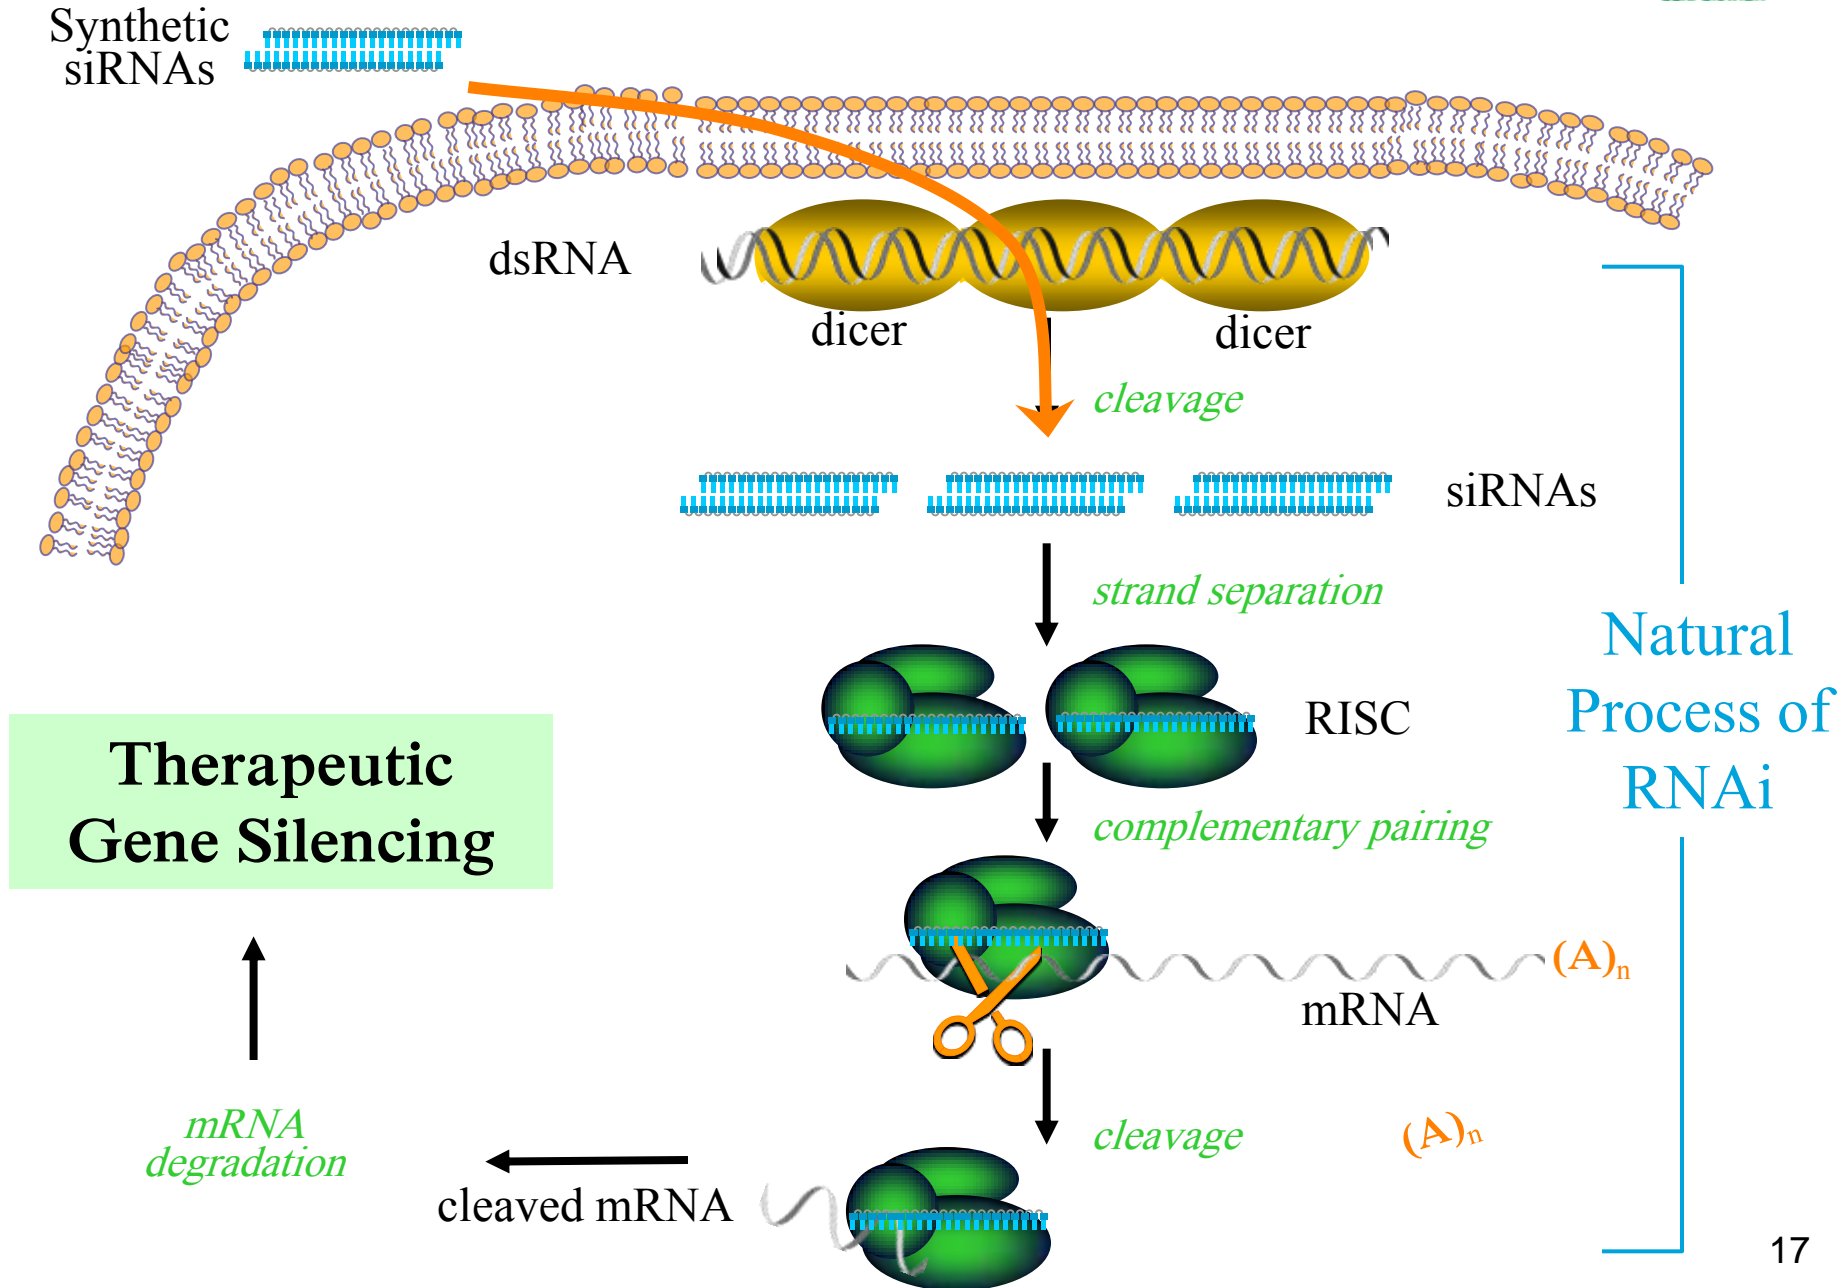 Synthetic
siRNAs
dsRNA
dicer
dicer
cleavage
siRNAs
strand separation
Natural
Process of
RNAi
RISC
Therapeutic
Gene Silencing
complementary pairing
(A)n
mRNA
cleavage
(A)n
mRNA
degradation
cleaved mRNA
17